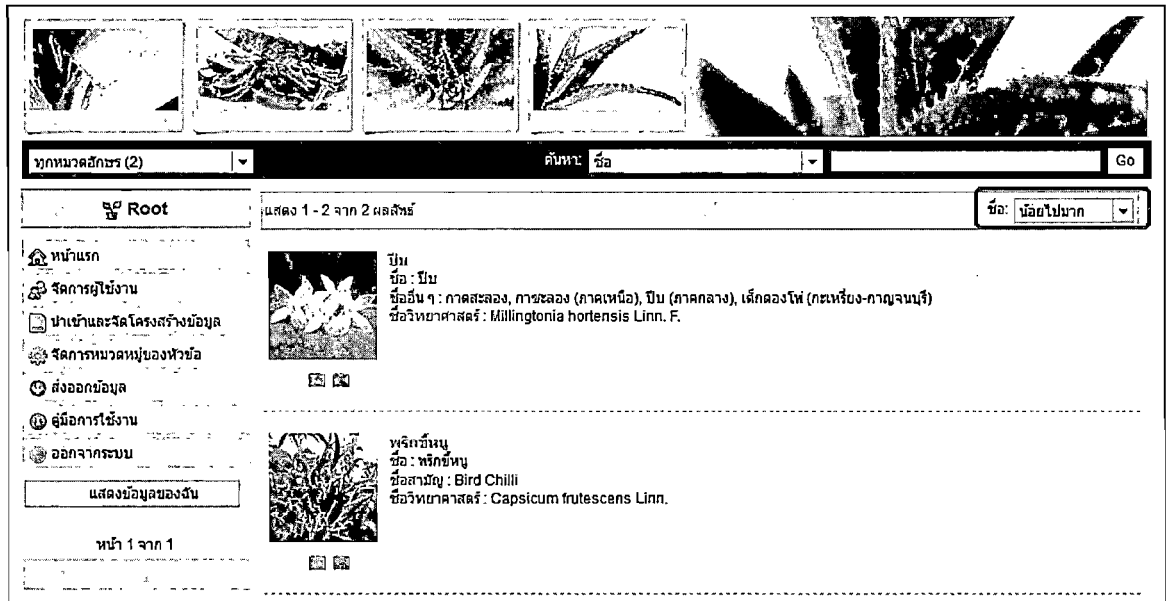 ทุกหมวดอักษร (2) ค้นหา: ชื่อ Go
Root
แสดง 1 - 2 จาก 2 ผลลัทธ์
ชื่อ: น้อยไปมาก
หน้าแรก
จัดการผู้ใช้งาน
นำเข้าและจัดโครงสร้างข้อมูล
จัดการหมวดหมู่ของหัวข้อ
ส่งออกข้อมูล
คู่มือการใช้งาน
ออกจากระบบ
แสดงข้อมูลของฉัน
หน้า 1 จาก 1
ปีบ
ชื่อ : ปีบ
ชื่ออื่น ๆ : กาดสะลอง, กาซะลอง (ภาคเหนือ), ปีบ (ภาคกลาง), เต็กตองโพ่ (กะเหรี่ยง-กาญจนบุรี)
ชื่อวิทยาศาสตร์ : Millingtonia hortensis Linn. F.
พริกขี้หนู
ชื่อ : พริกขี้หนู
ชื่อสามัญ : Bird Chilli
ชื่อวิทยาศาสตร์ : Capsicum frutescens Linn.